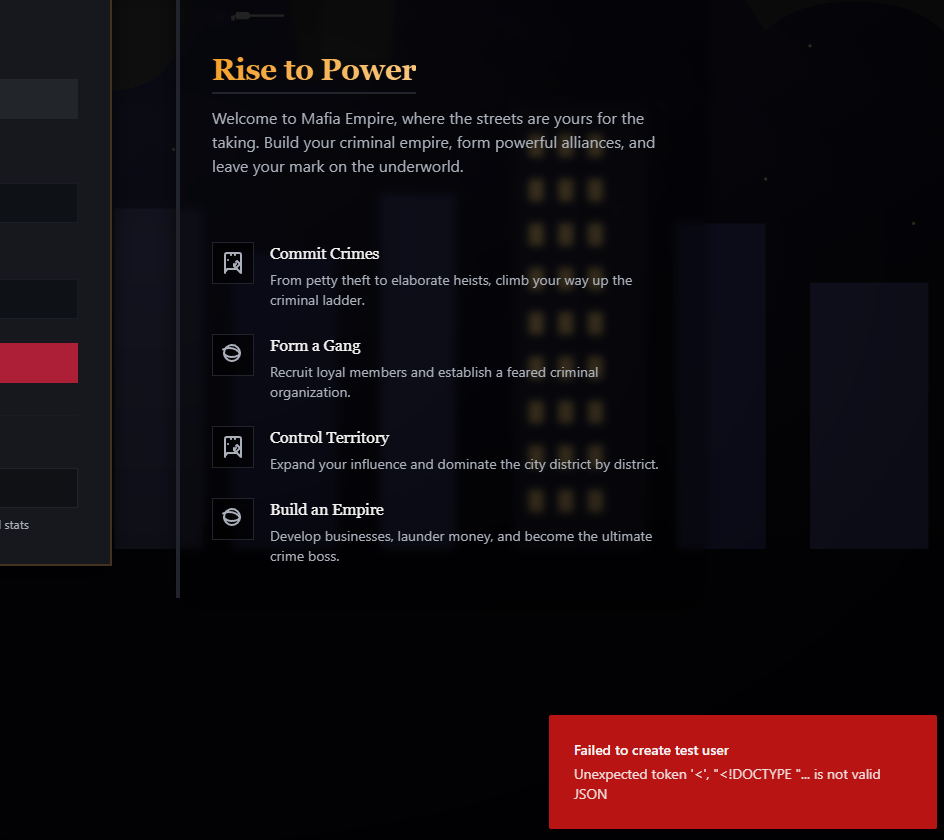 Rise to Power
Welcome to Mafia Empire, where the streets are yours for the
taking. Build your criminal empire, form powerful alliances, and
leave your mark on the underworld.
Commit Crimes
From petty theft to elaborate heists, climb your way up the
criminal ladder.
Form a Gang
Recruit loyal members and establish a feared criminal
organization.
Control Territory
Expand your influence and dominate the city district by district.
Build an Empire
Develop businesses, launder money, and become the ultimate
crime boss.
stats
Failed to create test user
Unexpected token '<', "<!DOCTYPE "... is not valid
JSON